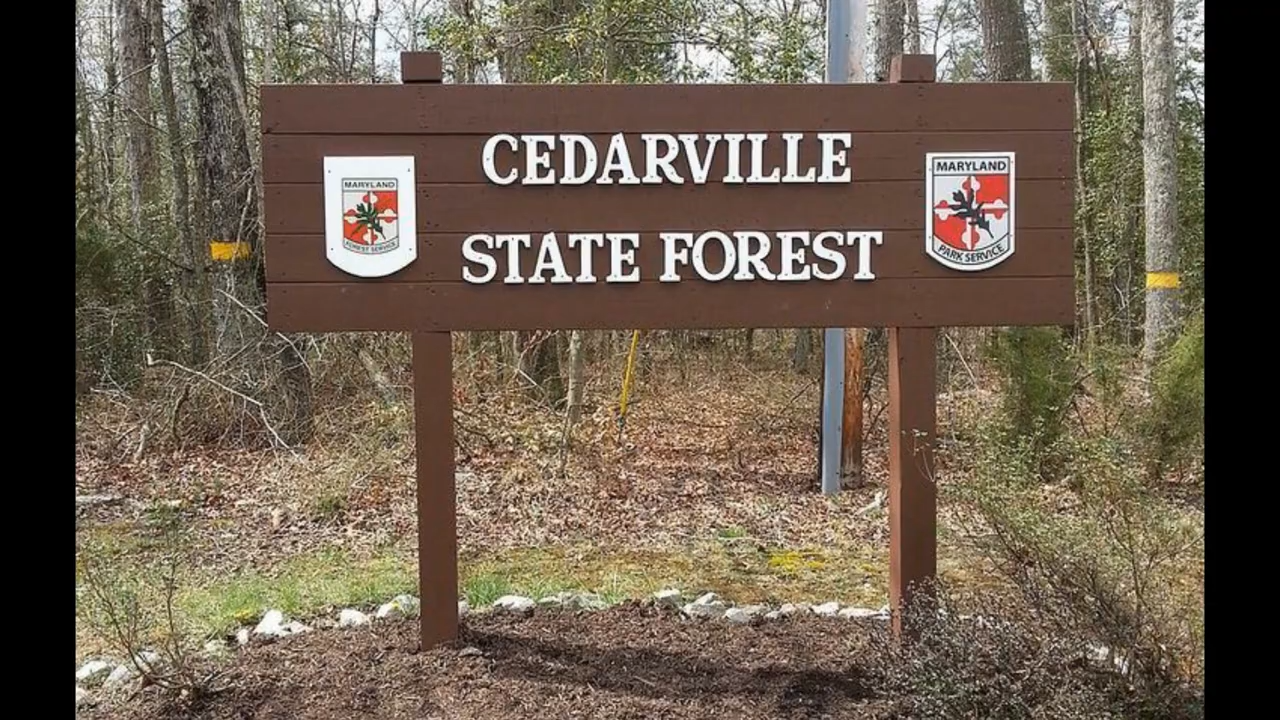 CEDARVILLE
STATE FOREST
MARYLAND
FOREST SERVICE
MARYLAND
PARK SERVICE